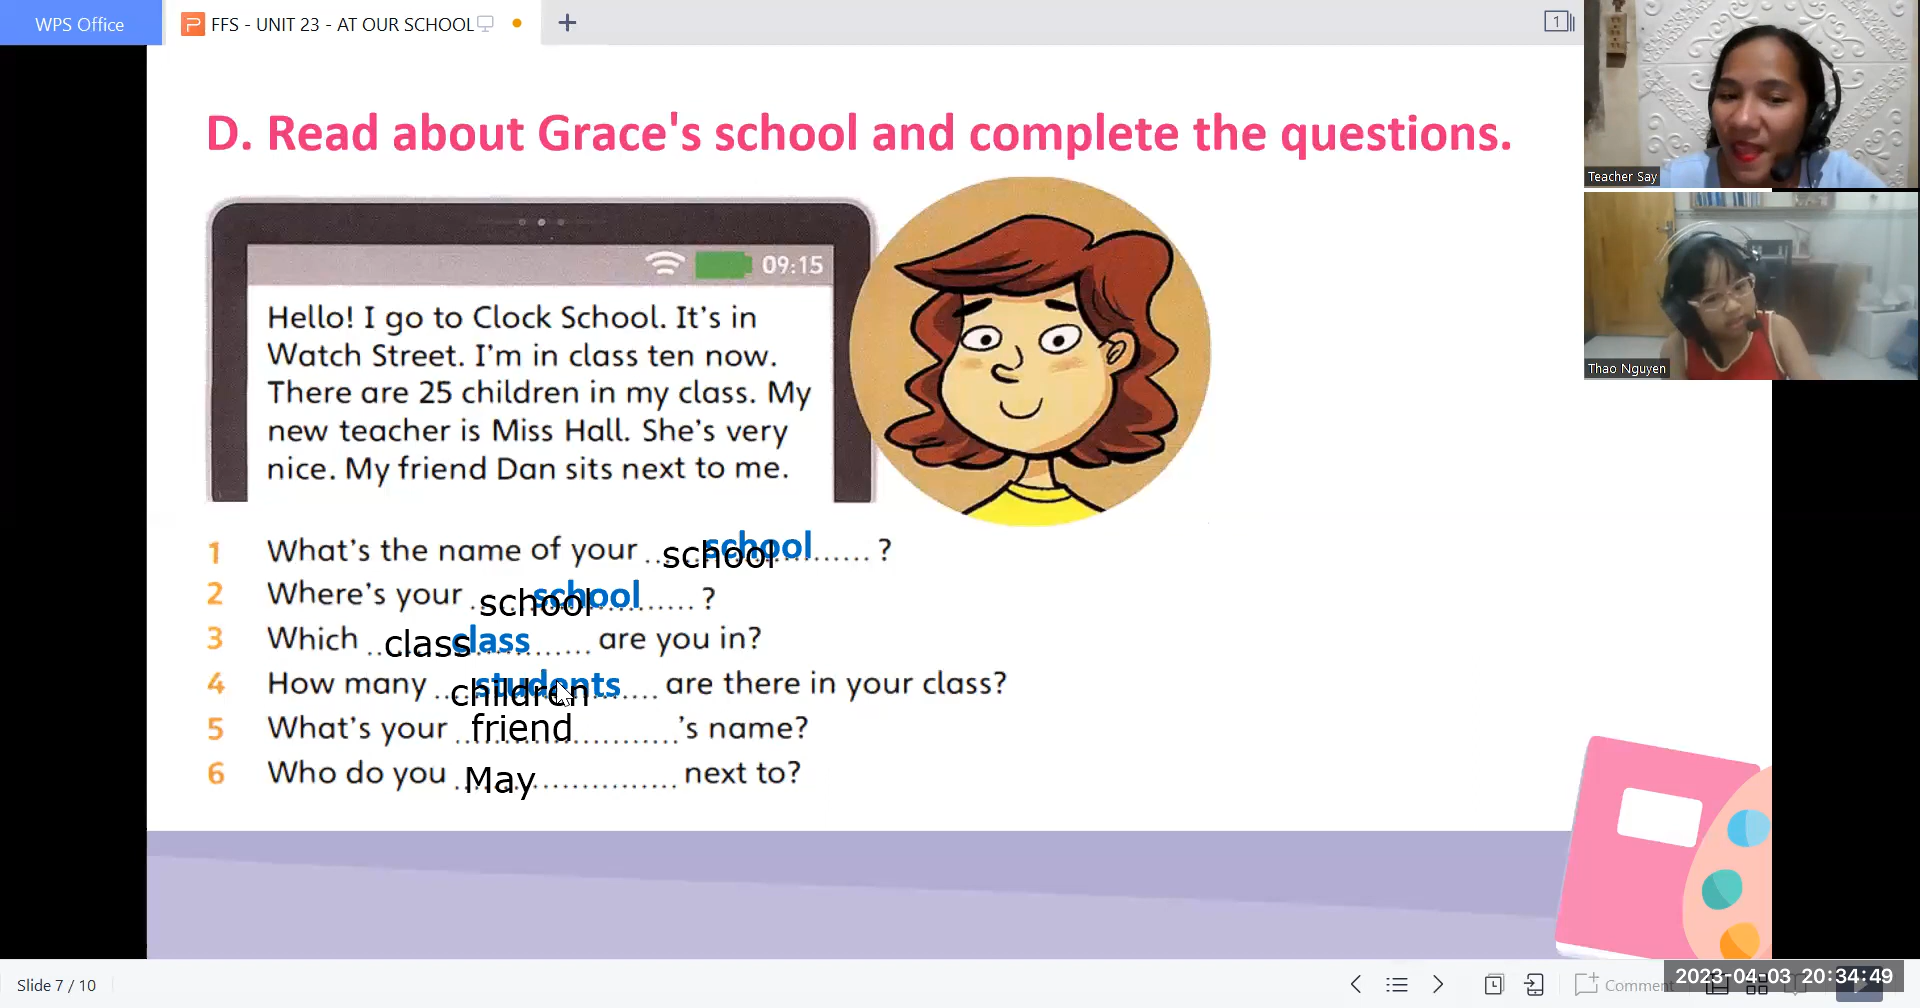 WPS Office
FFS - UNIT 23 - AT OUR SCHOOL
1
D. Read about Grace's school and complete the questions.
Teacher Say
Thao Nguyen
09:15
Hello! I go to Clock School. It's in
Watch Street. I'm in class ten now.
There are 25 children in my class. My
new teacher is Miss Hall. She's very
nice. My friend Dan sits next to me.
1 What's the name of your .. school school ...... ?
2 Where's your . school school ..... ?
3 Which .. class class ...... are you in?
4 How many .. children students .... are there in your class?
5 What's your .. friend ............'s name?
6 Who do you .. May ............ next to?
Slide 7 / 10
Comment
2023-04-03 20:34:49